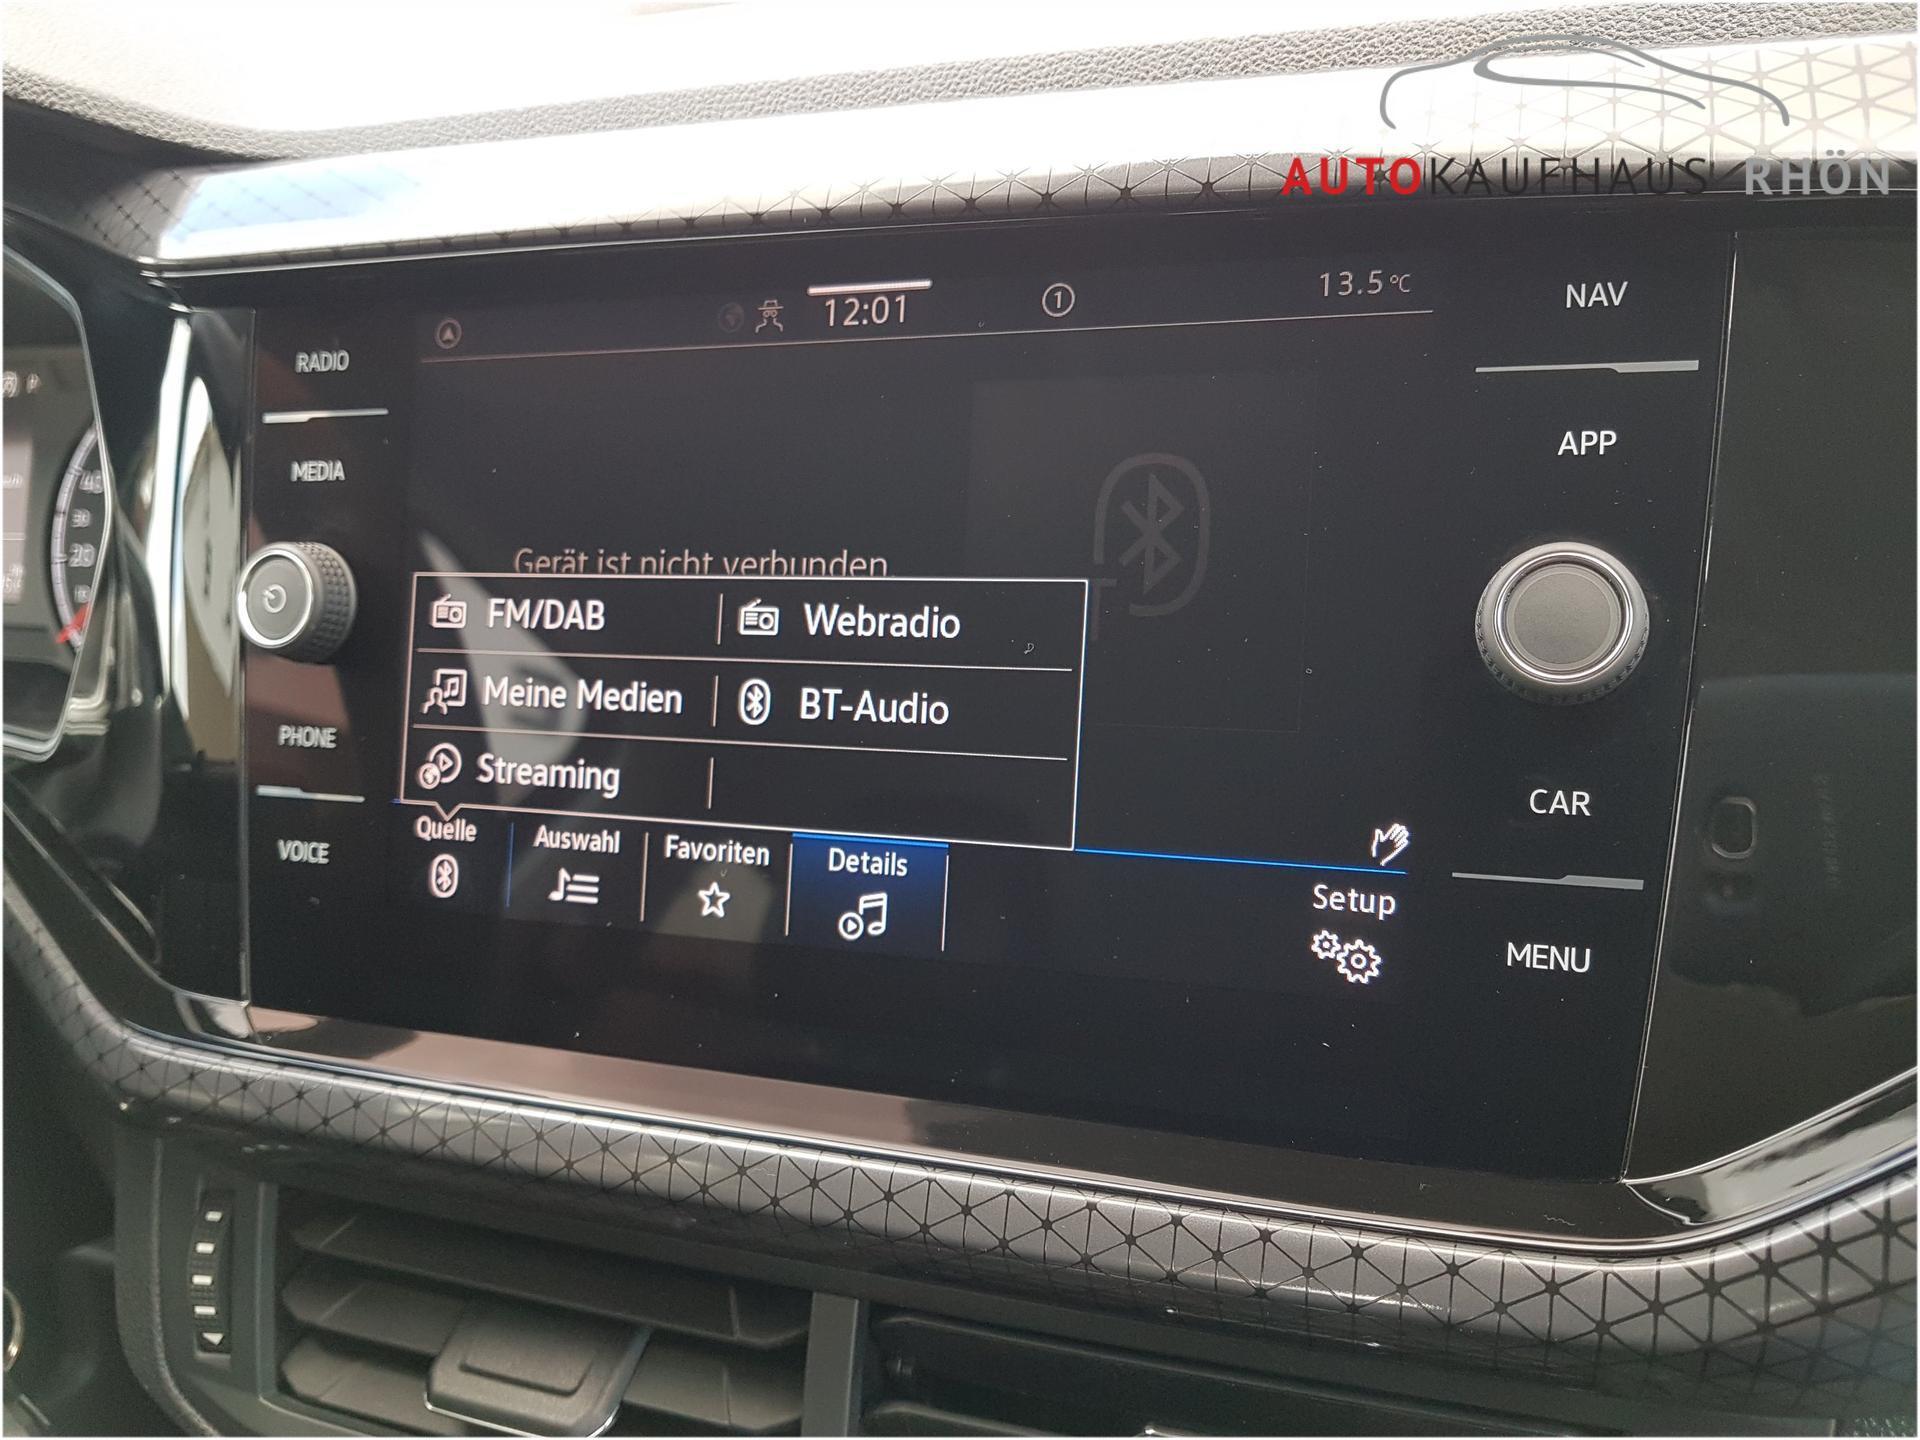 AUTOKAUFHAUS RHÖN
12:01
1
13.5°C
NAV
RADIO
APP
MEDIA
Gerät ist nicht verbunden.
FM/DAB
Webradio
Meine Medien
BT-Audio
Streaming
PHONE
CAR
Quelle
Auswahl
Favoriten
Details
VOICE
Setup
MENU